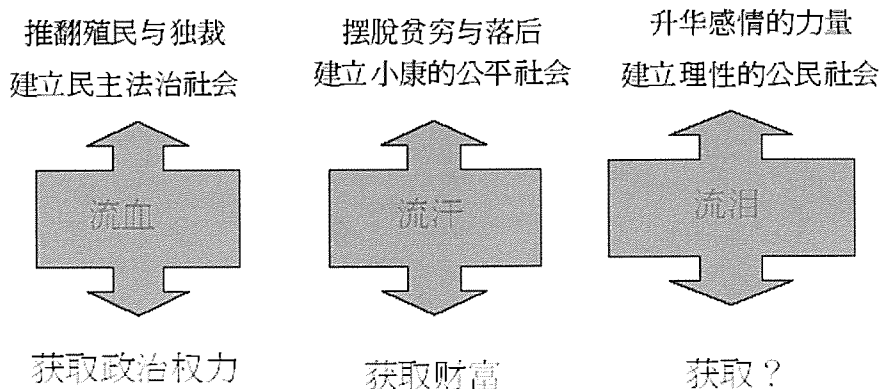 推翻殖民与独裁
建立民主法治社会
流血
获取政治权力
摆脱贫穷与落后
建立小康的公平社会
流汗
获取财富
升华感情的力量
建立理性的公民社会
流泪
获取？